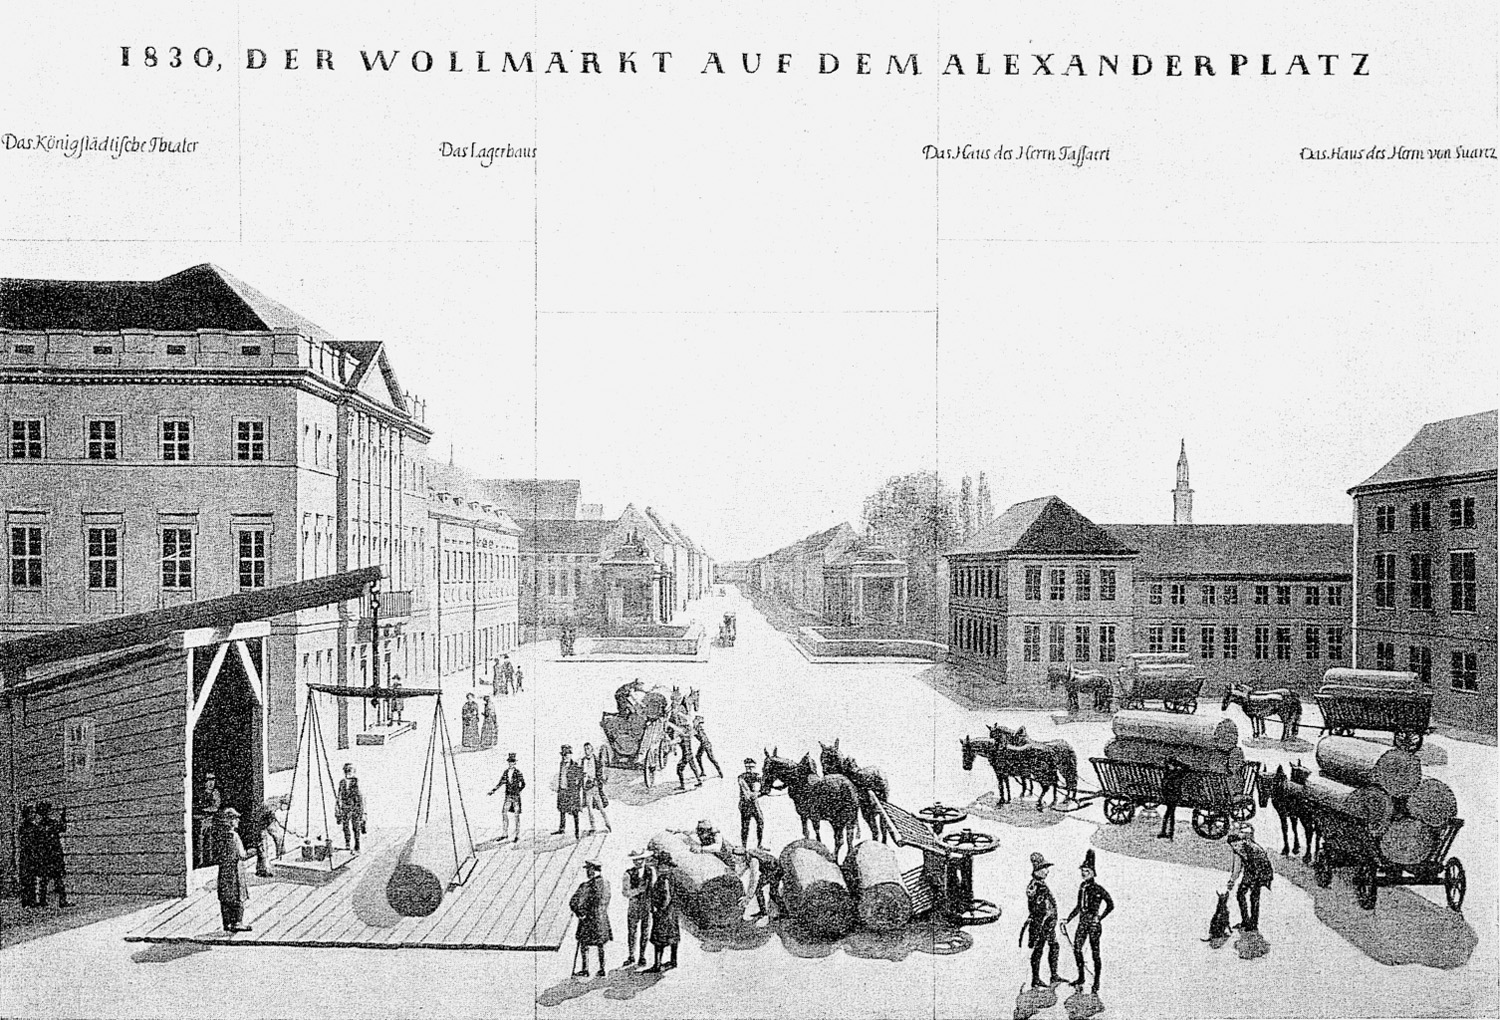 1830, DER WOLLMARKT AUF DEM ALEXANDERPLATZ
Das Königſtädtiſche Theater
Das Lagerhaus
Das Haus des Herrn Taſſaert
Das Haus des Herrn von Suartz